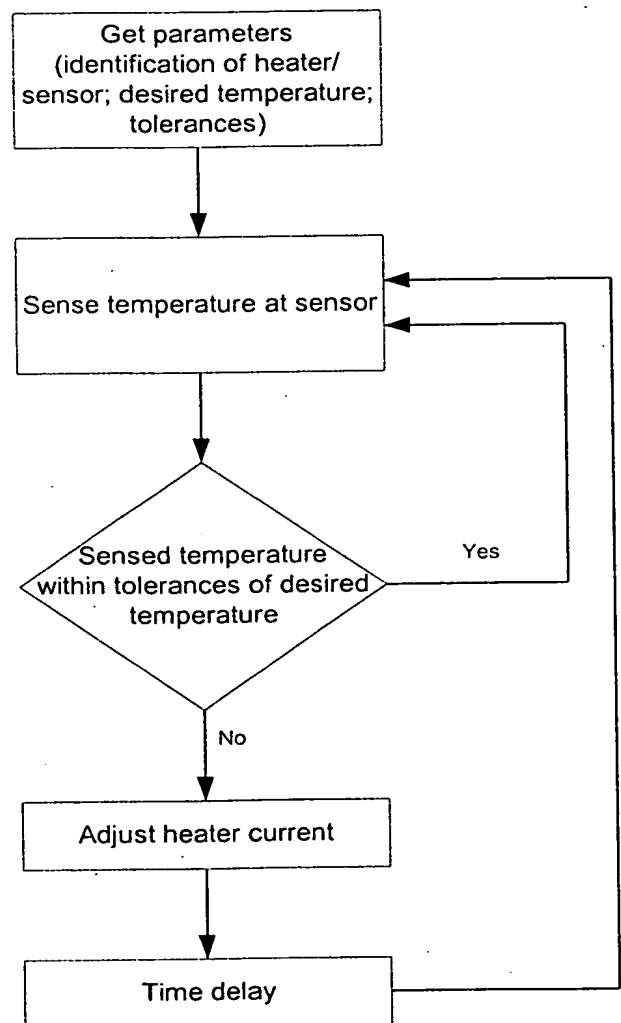 Get parameters
(identification of heater/
sensor; desired temperature;
tolerances)
Sense temperature at sensor
Sensed temperature
within tolerances of desired
temperature
Yes
No
Adjust heater current
Time delay